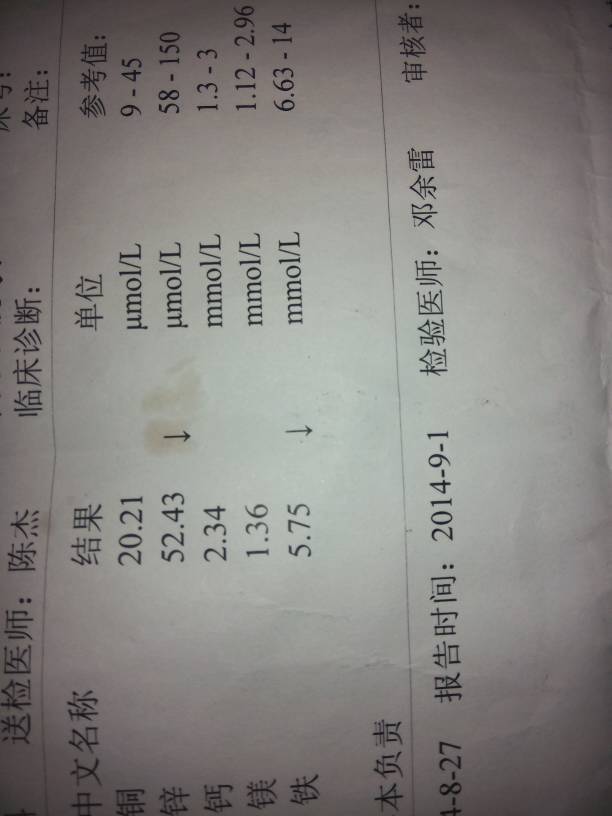 送检医师：陈杰 临床诊断： 备注：
中文名称 结果 单位 参考值：
铜 20.21 μmol/L 9 - 45
锌 52.43 ↓ μmol/L 58 - 150
钙 2.34 mmol/L 1.3 - 3
镁 1.36 mmol/L 1.12 - 2.96
铁 5.75 ↓ mmol/L 6.63 - 14
本负责
4-8-27 报告时间：2014-9-1 检验医师：邓余雷 审核者：